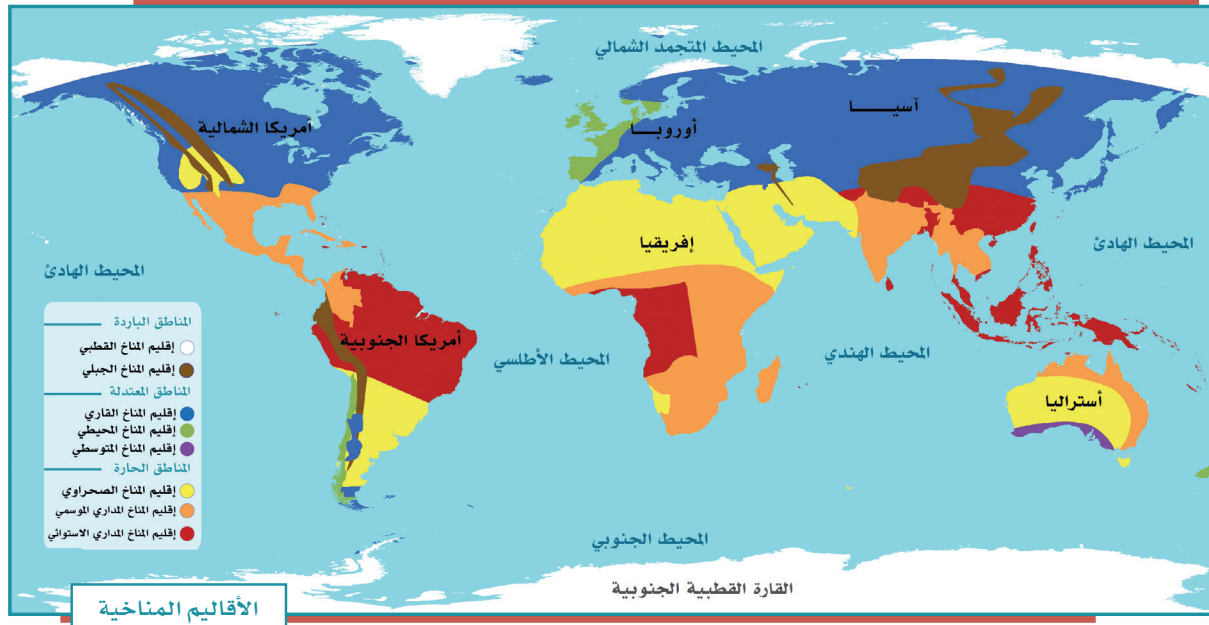 المحيط المتجمد الشمالي
أمريكا الشمالية
أوروبـــا
آسيـــــا
المحيط الهادئ
إفريقيا
المحيط الهادئ
أمريكا الجنوبية
المحيط الأطلسي
المحيط الهندي
أستراليا
المحيط الجنوبي
القارة القطبية الجنوبية
المناطق الباردة
إقليم المناخ القطبي
إقليم المناخ الجبلي
المناطق المعتدلة
إقليم المناخ القاري
إقليم المناخ المحيطي
إقليم المناخ المتوسطي
المناطق الحارة
إقليم المناخ الصحراوي
إقليم المناخ المداري الموسمي
إقليم المناخ المداري الاستوائي
الأقاليم المناخية